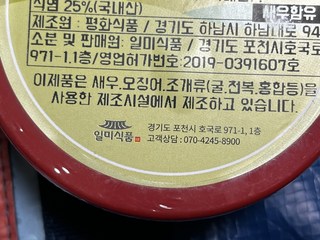 식염 25%(국내산)
새우함유
제조원 : 평화식품 / 경기도 하남시 하남대로 94
소분 및 판매원: 일미식품 / 경기도 포천시호국로
971-1,1층/영업허가번호:2019-0391607호
이제품은 새우.오징어.조개류(굴,전복,홍합등)을
사용한 제조시설에서 제조하고 있습니다.
일미식품
경기도 포천시 호국로 971-1, 1층
고객상담 : 070-4245-8900